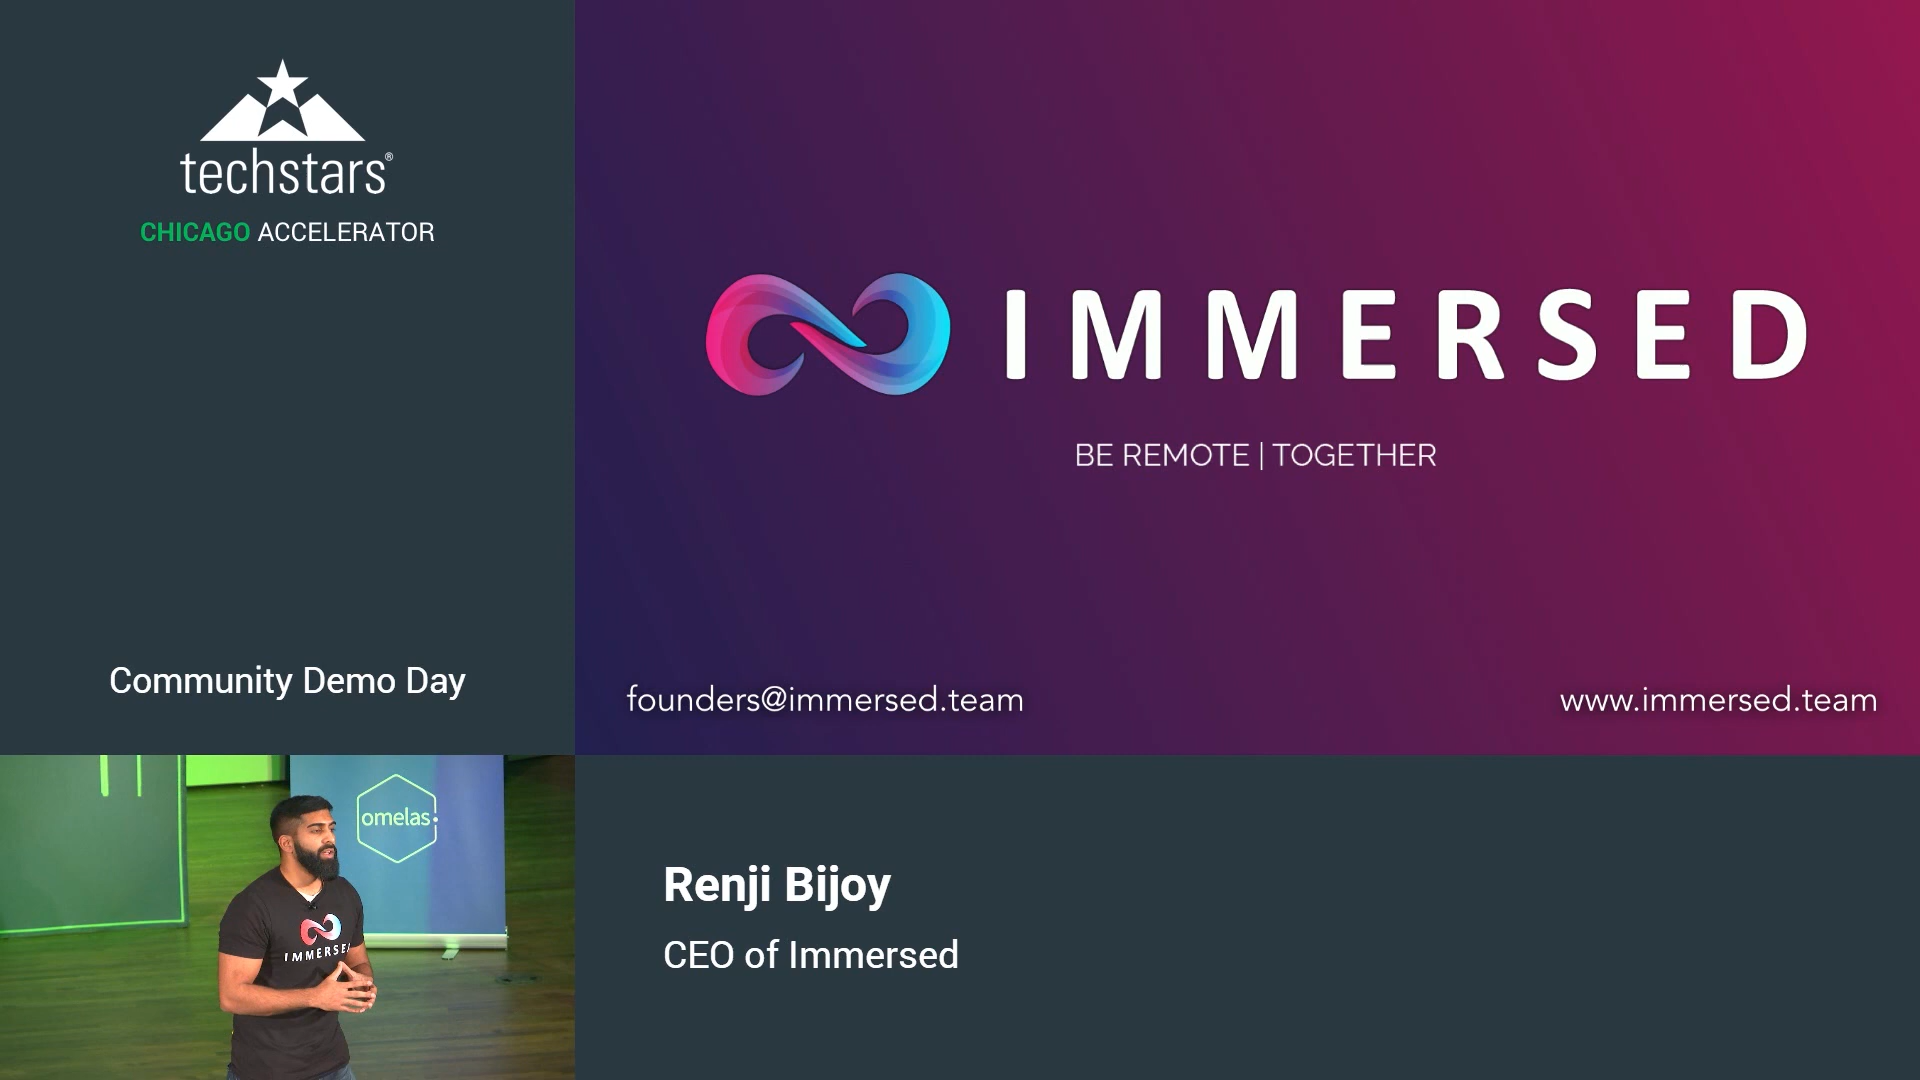 techstars®
CHICAGO ACCELERATOR
Community Demo Day
IMMERSED
BE REMOTE | TOGETHER
founders@immersed.team
www.immersed.team
omelas:
IMMERSED
Renji Bijoy
CEO of Immersed